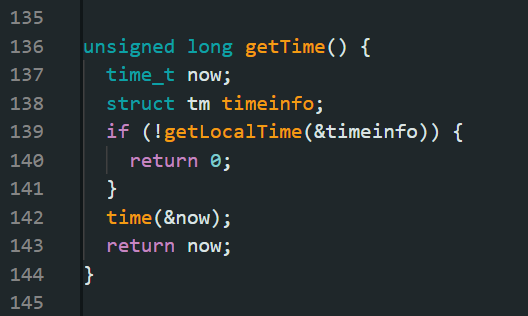 135
136 unsigned long getTime() {
137   time_t now;
138   struct tm timeinfo;
139   if (!getLocalTime(&timeinfo)) {
140     return 0;
141   }
142   time(&now);
143   return now;
144 }
145